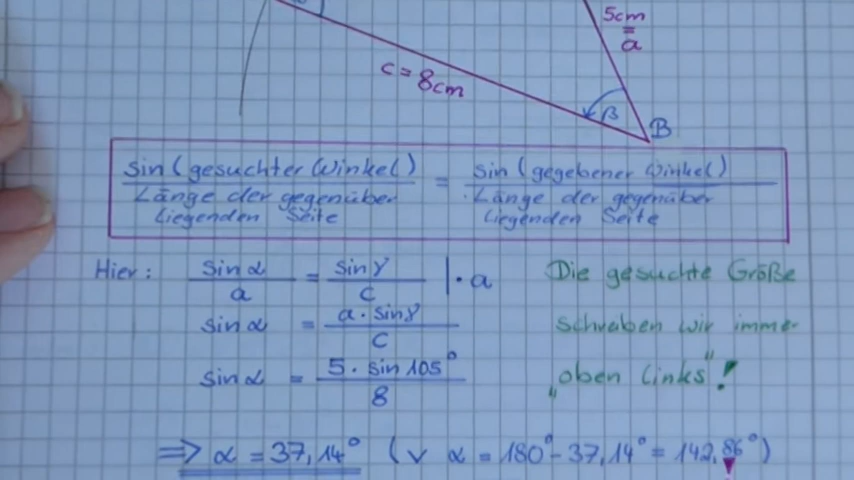 5cm
=
a
c = 8cm
β
B
sin (gesuchter Winkel) = sin (gegebener Winkel)
Länge der gegenüber Länge der gegenüber
liegenden Seite liegenden Seite
Hier: sin α / a = sin γ / c | · a
Die gesuchte Größe
sin α = a · sin γ / c
schreiben wir immer
sin α = 5 · sin 105° / 8
„oben links"!
=> α = 37,14° (v α = 180° - 37,14° = 142,86°)